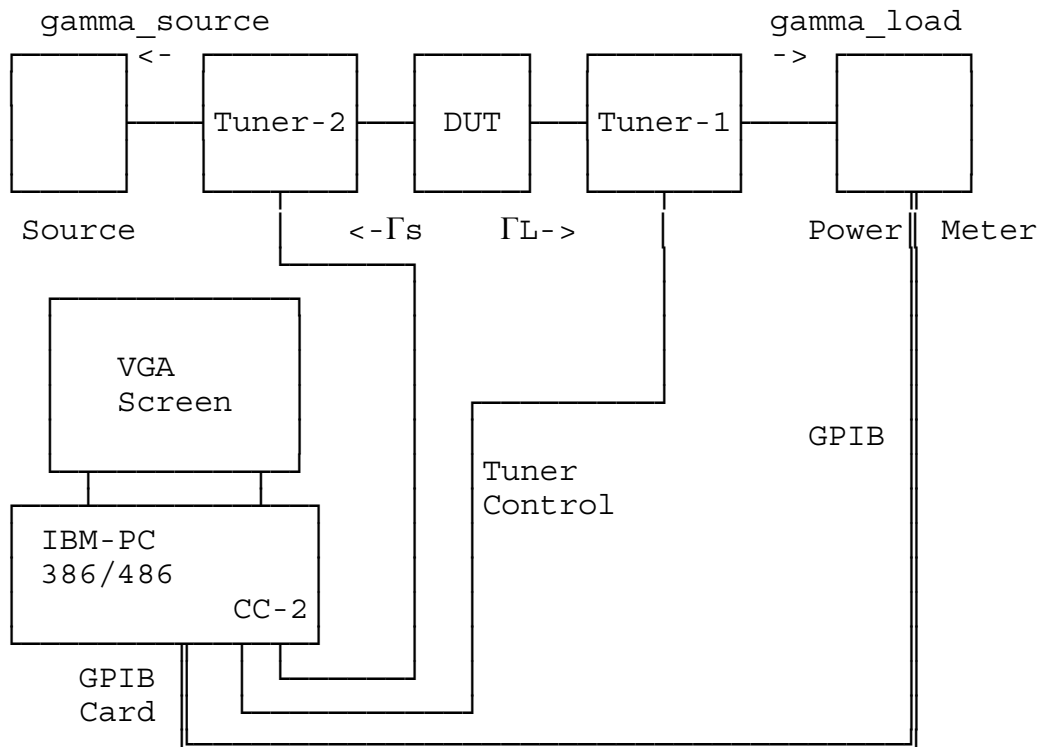 gamma_source gamma_load
<- ->
Tuner-2 DUT Tuner-1
Source <-Γs ΓL-> Power Meter
VGA
Screen
GPIB
Tuner
Control
IBM-PC
386/486
CC-2
GPIB
Card